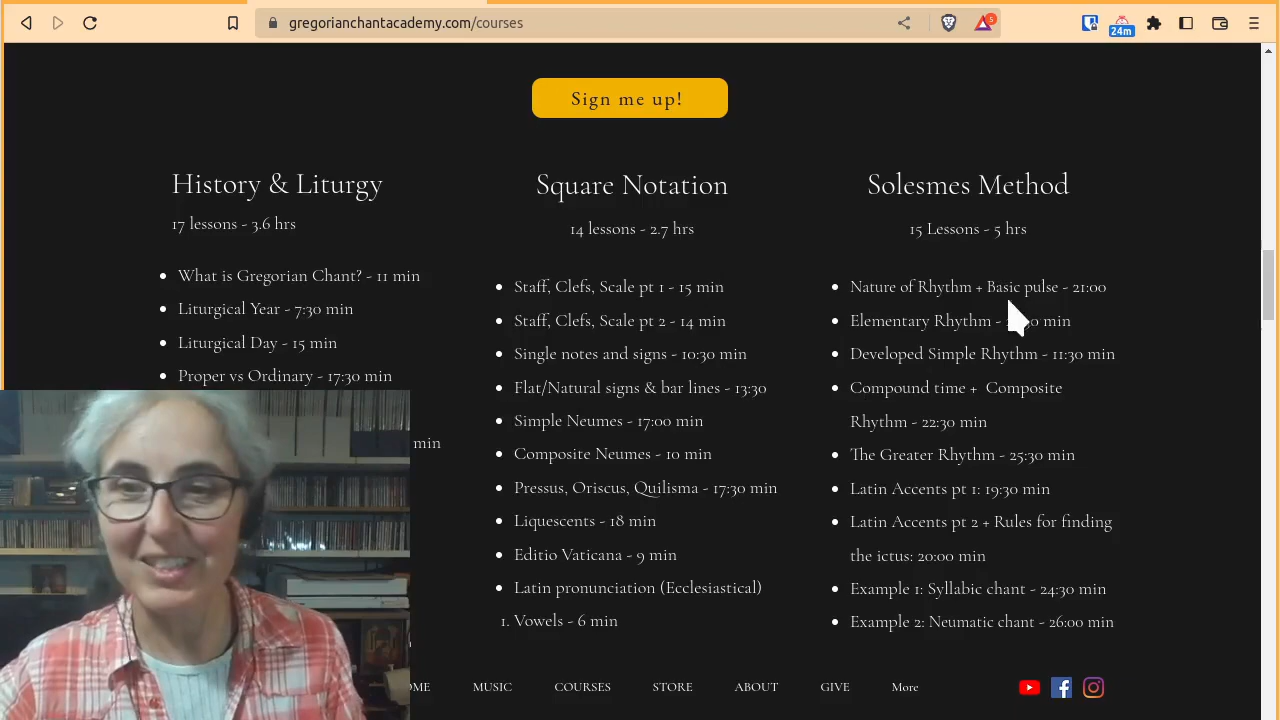 gregorianchantacademy.com/courses
5
24m
Sign me up!
History & Liturgy
17 lessons - 3.6 hrs
What is Gregorian Chant? - 11 min
Liturgical Year - 7:30 min
Liturgical Day - 15 min
Proper vs Ordinary - 17:30 min
min
Square Notation
14 lessons - 2.7 hrs
Staff, Clefs, Scale pt 1 - 15 min
Staff, Clefs, Scale pt 2 - 14 min
Single notes and signs - 10:30 min
Flat/Natural signs & bar lines - 13:30
Simple Neumes - 17:00 min
Composite Neumes - 10 min
Pressus, Oriscus, Quilisma - 17:30 min
Liquescents - 18 min
Editio Vaticana - 9 min
Latin pronunciation (Ecclesiastical)
1. Vowels - 6 min
Solesmes Method
15 Lessons - 5 hrs
Nature of Rhythm + Basic pulse - 21:00
Elementary Rhythm - min
Developed Simple Rhythm - 11:30 min
Compound time + Composite
Rhythm - 22:30 min
The Greater Rhythm - 25:30 min
Latin Accents pt 1: 19:30 min
Latin Accents pt 2 + Rules for finding
the ictus: 20:00 min
Example 1: Syllabic chant - 24:30 min
Example 2: Neumatic chant - 26:00 min
MUSIC COURSES STORE ABOUT GIVE More